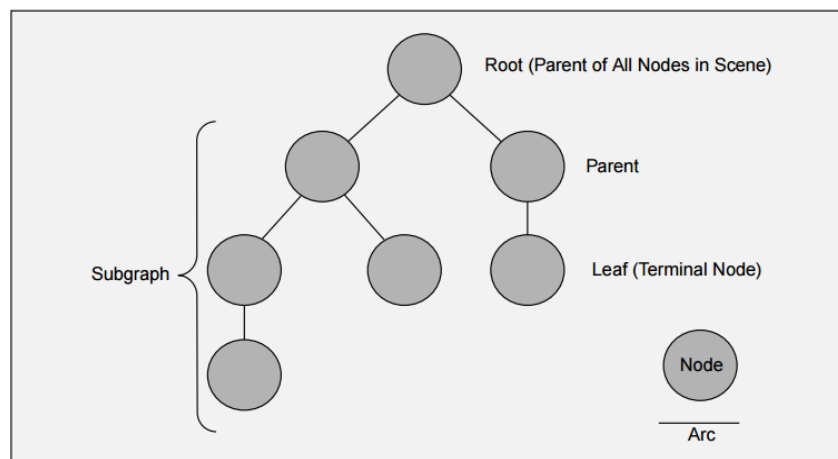 Root (Parent of All Nodes in Scene)
Parent
Subgraph
Leaf (Terminal Node)
Node
Arc